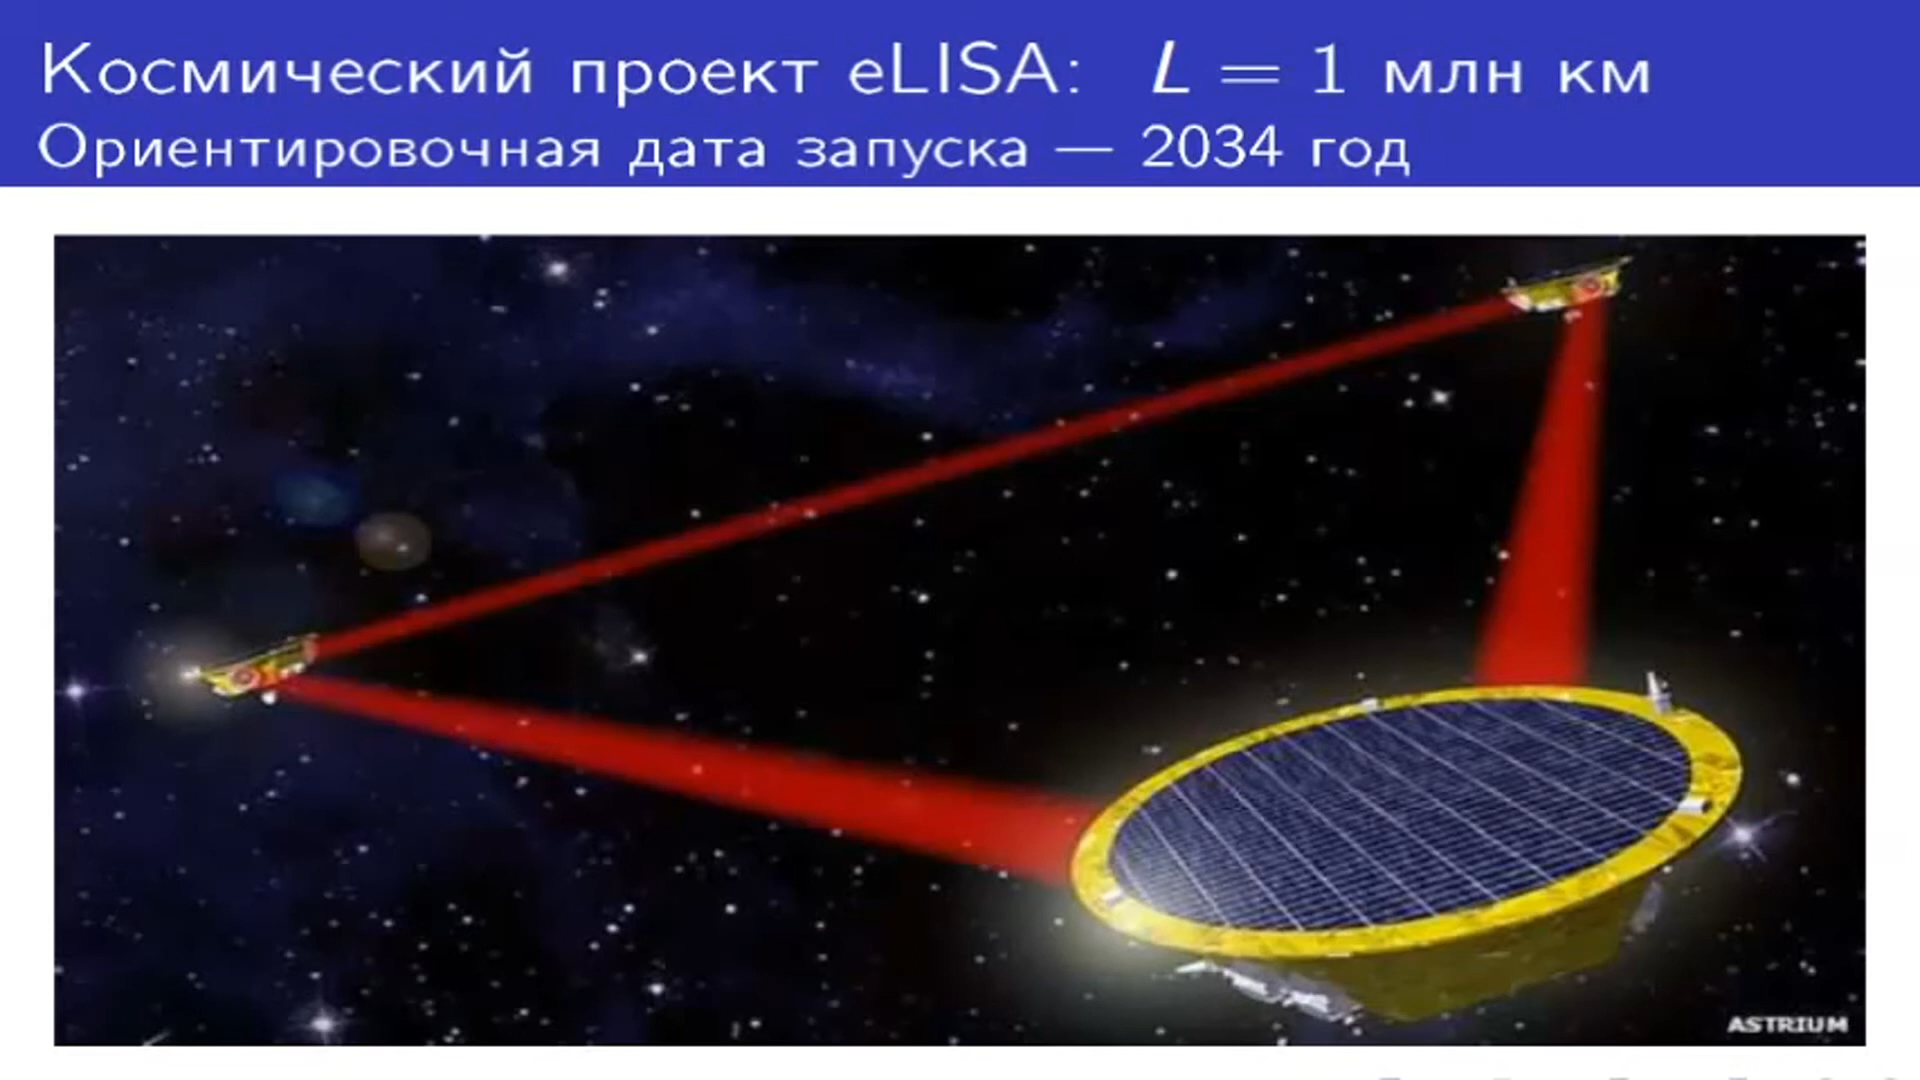 Космический проект eLISA: L = 1 млн км
Ориентировочная дата запуска — 2034 год
ASTRIUM